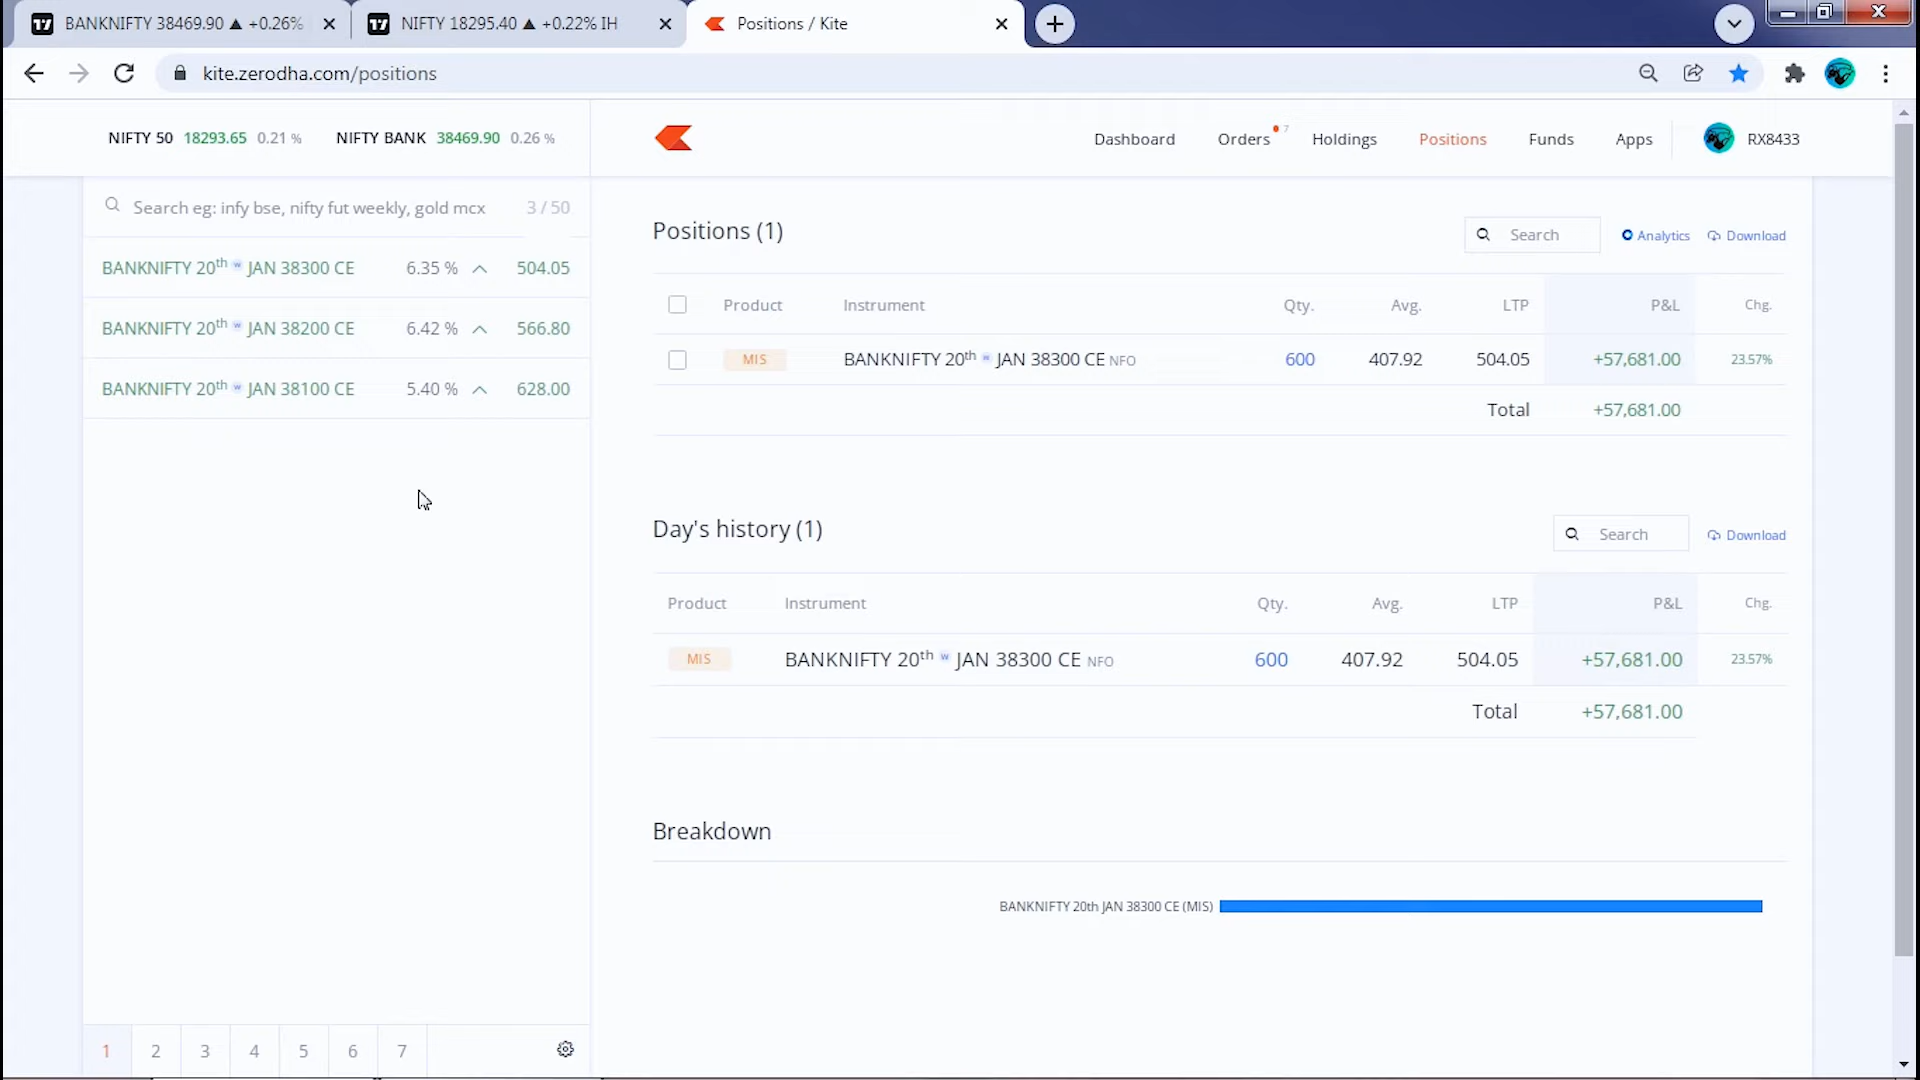 BANKNIFTY 38469.90 ▲ +0.26%
NIFTY 18295.40 ▲ +0.22% IH
Positions / Kite
kite.zerodha.com/positions
NIFTY 50 18293.65 0.21 %
NIFTY BANK 38469.90 0.26 %
Dashboard
Orders 7
Holdings
Positions
Funds
Apps
RX8433
Search eg: infy bse, nifty fut weekly, gold mcx 3 / 50
BANKNIFTY 20th w JAN 38300 CE 6.35 % 504.05
BANKNIFTY 20th w JAN 38200 CE 6.42 % 566.80
BANKNIFTY 20th w JAN 38100 CE 5.40 % 628.00
1 2 3 4 5 6 7
Positions (1)
Search
Analytics
Download
Product Instrument Qty. Avg. LTP P&L Chg.
MIS BANKNIFTY 20th w JAN 38300 CE NFO 600 407.92 504.05 +57,681.00 23.57%
Total +57,681.00
Day's history (1)
Search
Download
Product Instrument Qty. Avg. LTP P&L Chg.
MIS BANKNIFTY 20th w JAN 38300 CE NFO 600 407.92 504.05 +57,681.00 23.57%
Total +57,681.00
Breakdown
BANKNIFTY 20th JAN 38300 CE (MIS)